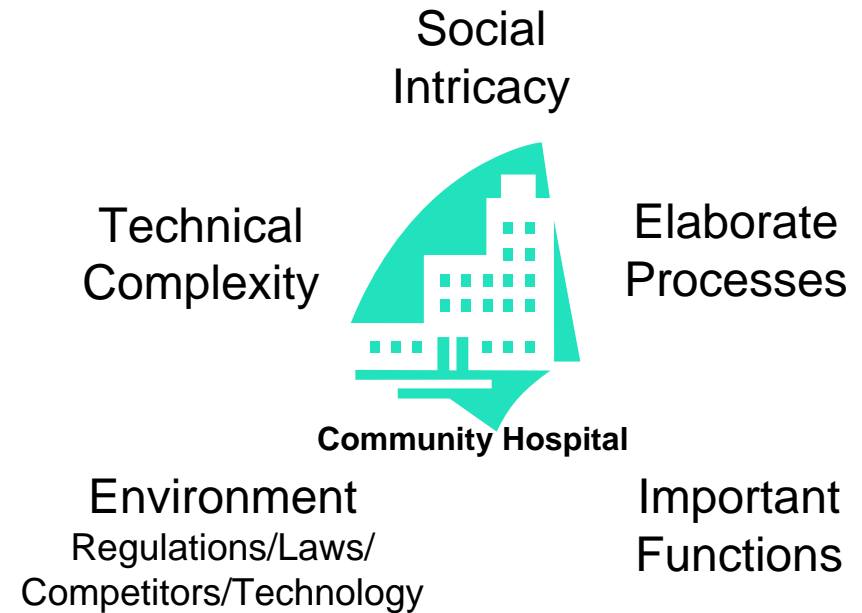 Social
Intricacy
Technical
Complexity
Elaborate
Processes
Community Hospital
Environment
Regulations/Laws/
Competitors/Technology
Important
Functions